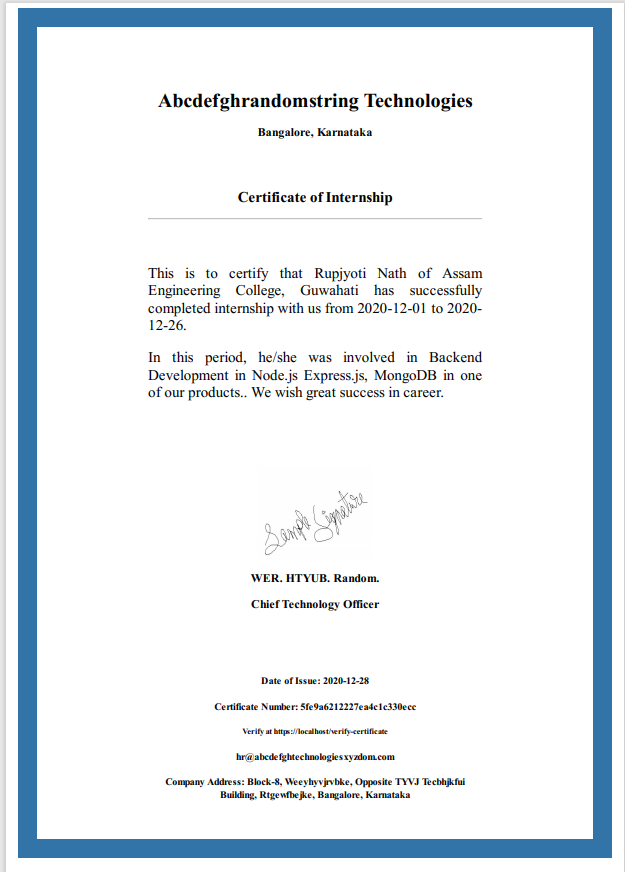 Abcdefghrandomstring Technologies
Bangalore, Karnataka
Certificate of Internship
This is to certify that Rupjyoti Nath of Assam
Engineering College, Guwahati has successfully
completed internship with us from 2020-12-01 to 2020-
12-26.
In this period, he/she was involved in Backend
Development in Node.js Express.js, MongoDB in one
of our products.. We wish great success in career.
Sample Signature
WER. HTYUB. Random.
Chief Technology Officer
Date of Issue: 2020-12-28
Certificate Number: 5fe9a6212227ea4c1c330ecc
Verify at https://localhost/verify-certificate
hr@abcdefghtechnologiesxyzdom.com
Company Address: Block-8, Weeyhyvjrvbke, Opposite TYVJ Tecbhjkfui
Building, Rtgewfbejke, Bangalore, Karnataka